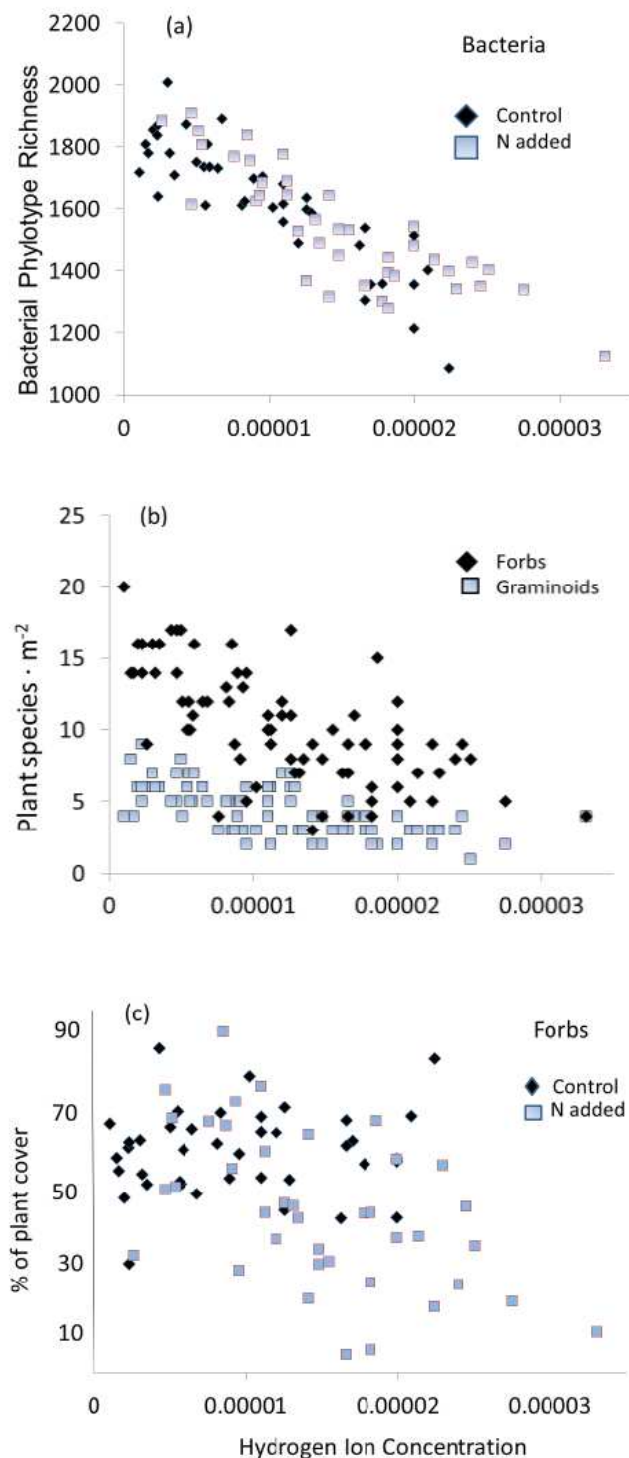 (a)
Bacteria
Control
N added
Bacterial Phylotype Richness
2200
2000
1800
1600
1400
1200
1000
0 0.00001 0.00002 0.00003
(b)
Forbs
Graminoids
Plant species · m⁻²
25
20
15
10
5
0
0 0.00001 0.00002 0.00003
(c)
Forbs
Control
N added
% of plant cover
90
70
50
30
10
0 0.00001 0.00002 0.00003
Hydrogen Ion Concentration